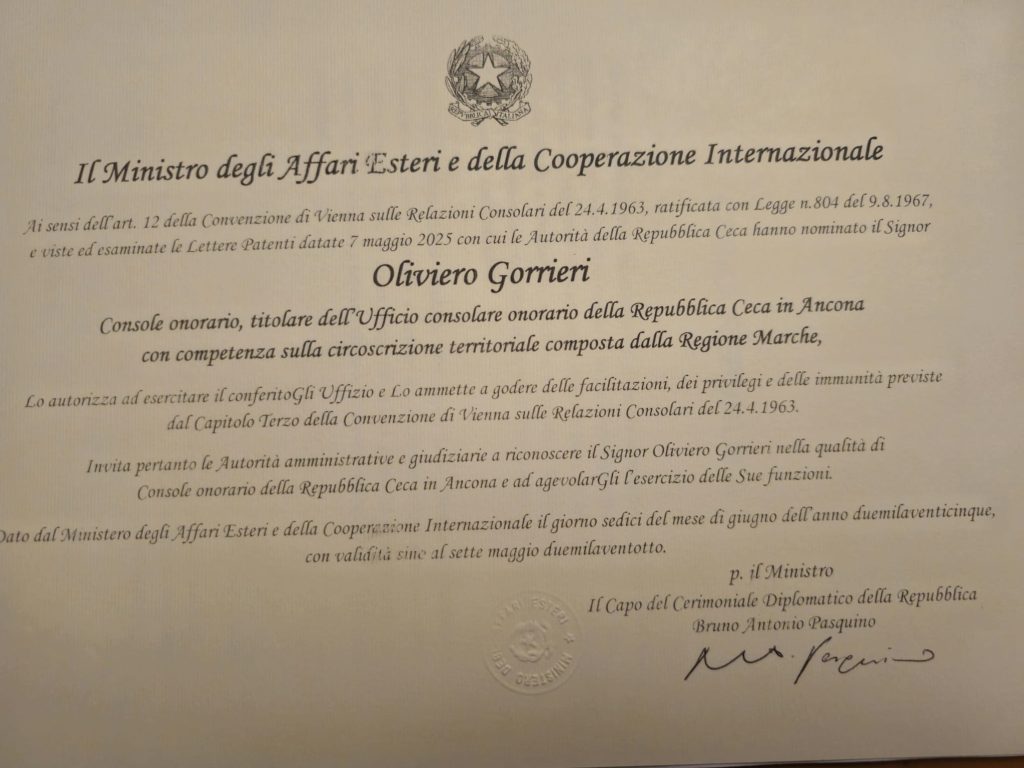 REPVBBLICA ITALIANA
Il Ministro degli Affari Esteri e della Cooperazione Internazionale
Ai sensi dell'art. 12 della Convenzione di Vienna sulle Relazioni Consolari del 24.4.1963, ratificata con Legge n.804 del 9.8.1967,
e viste ed esaminate le Lettere Patenti datate 7 maggio 2025 con cui le Autorità della Repubblica Ceca hanno nominato il Signor
Oliviero Gorrieri
Console onorario, titolare dell'Ufficio consolare onorario della Repubblica Ceca in Ancona
con competenza sulla circoscrizione territoriale composta dalla Regione Marche,
Lo autorizza ad esercitare il conferitoGli Uffizio e Lo ammette a godere delle facilitazioni, dei privilegi e delle immunità previste
dal Capitolo Terzo della Convenzione di Vienna sulle Relazioni Consolari del 24.4.1963.
Invita pertanto le Autorità amministrative e giudiziarie a riconoscere il Signor Oliviero Gorrieri nella qualità di
Console onorario della Repubblica Ceca in Ancona e ad agevolarGli l'esercizio delle Sue funzioni.
Dato dal Ministero degli Affari Esteri e della Cooperazione Internazionale il giorno sedici del mese di giugno dell'anno duemilaventicinque,
con validità sino al sette maggio duemilaventotto.
p. il Ministro
Il Capo del Cerimoniale Diplomatico della Repubblica
Bruno Antonio Pasquino
MINISTERO DEGLI AFFARI ESTERI